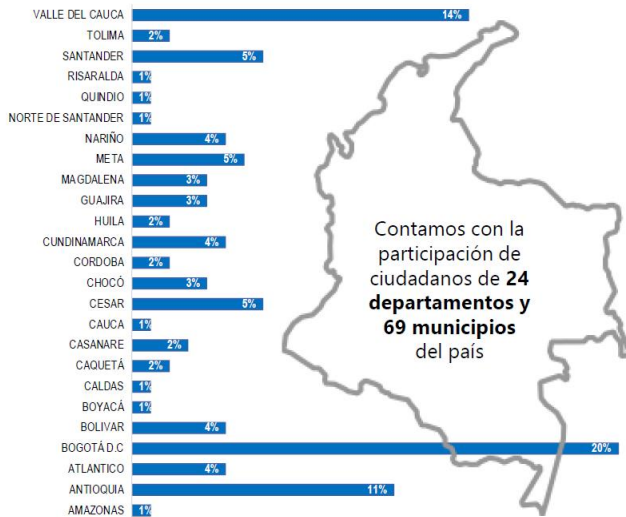 VALLE DEL CAUCA 14%
TOLIMA 2%
SANTANDER 5%
RISARALDA 1%
QUINDIO 1%
NORTE DE SANTANDER 1%
NARIÑO 4%
META 5%
MAGDALENA 3%
GUAJIRA 3%
HUILA 2%
CUNDINAMARCA 4%
CORDOBA 2%
CHOCÓ 3%
CESAR 5%
CAUCA 1%
CASANARE 2%
CAQUETÁ 2%
CALDAS 1%
BOYACÁ 1%
BOLIVAR 4%
BOGOTÁ D.C 20%
ATLANTICO 4%
ANTIOQUIA 11%
AMAZONAS 1%
Contamos con la
participación de
ciudadanos de 24
departamentos y
69 municipios
del país